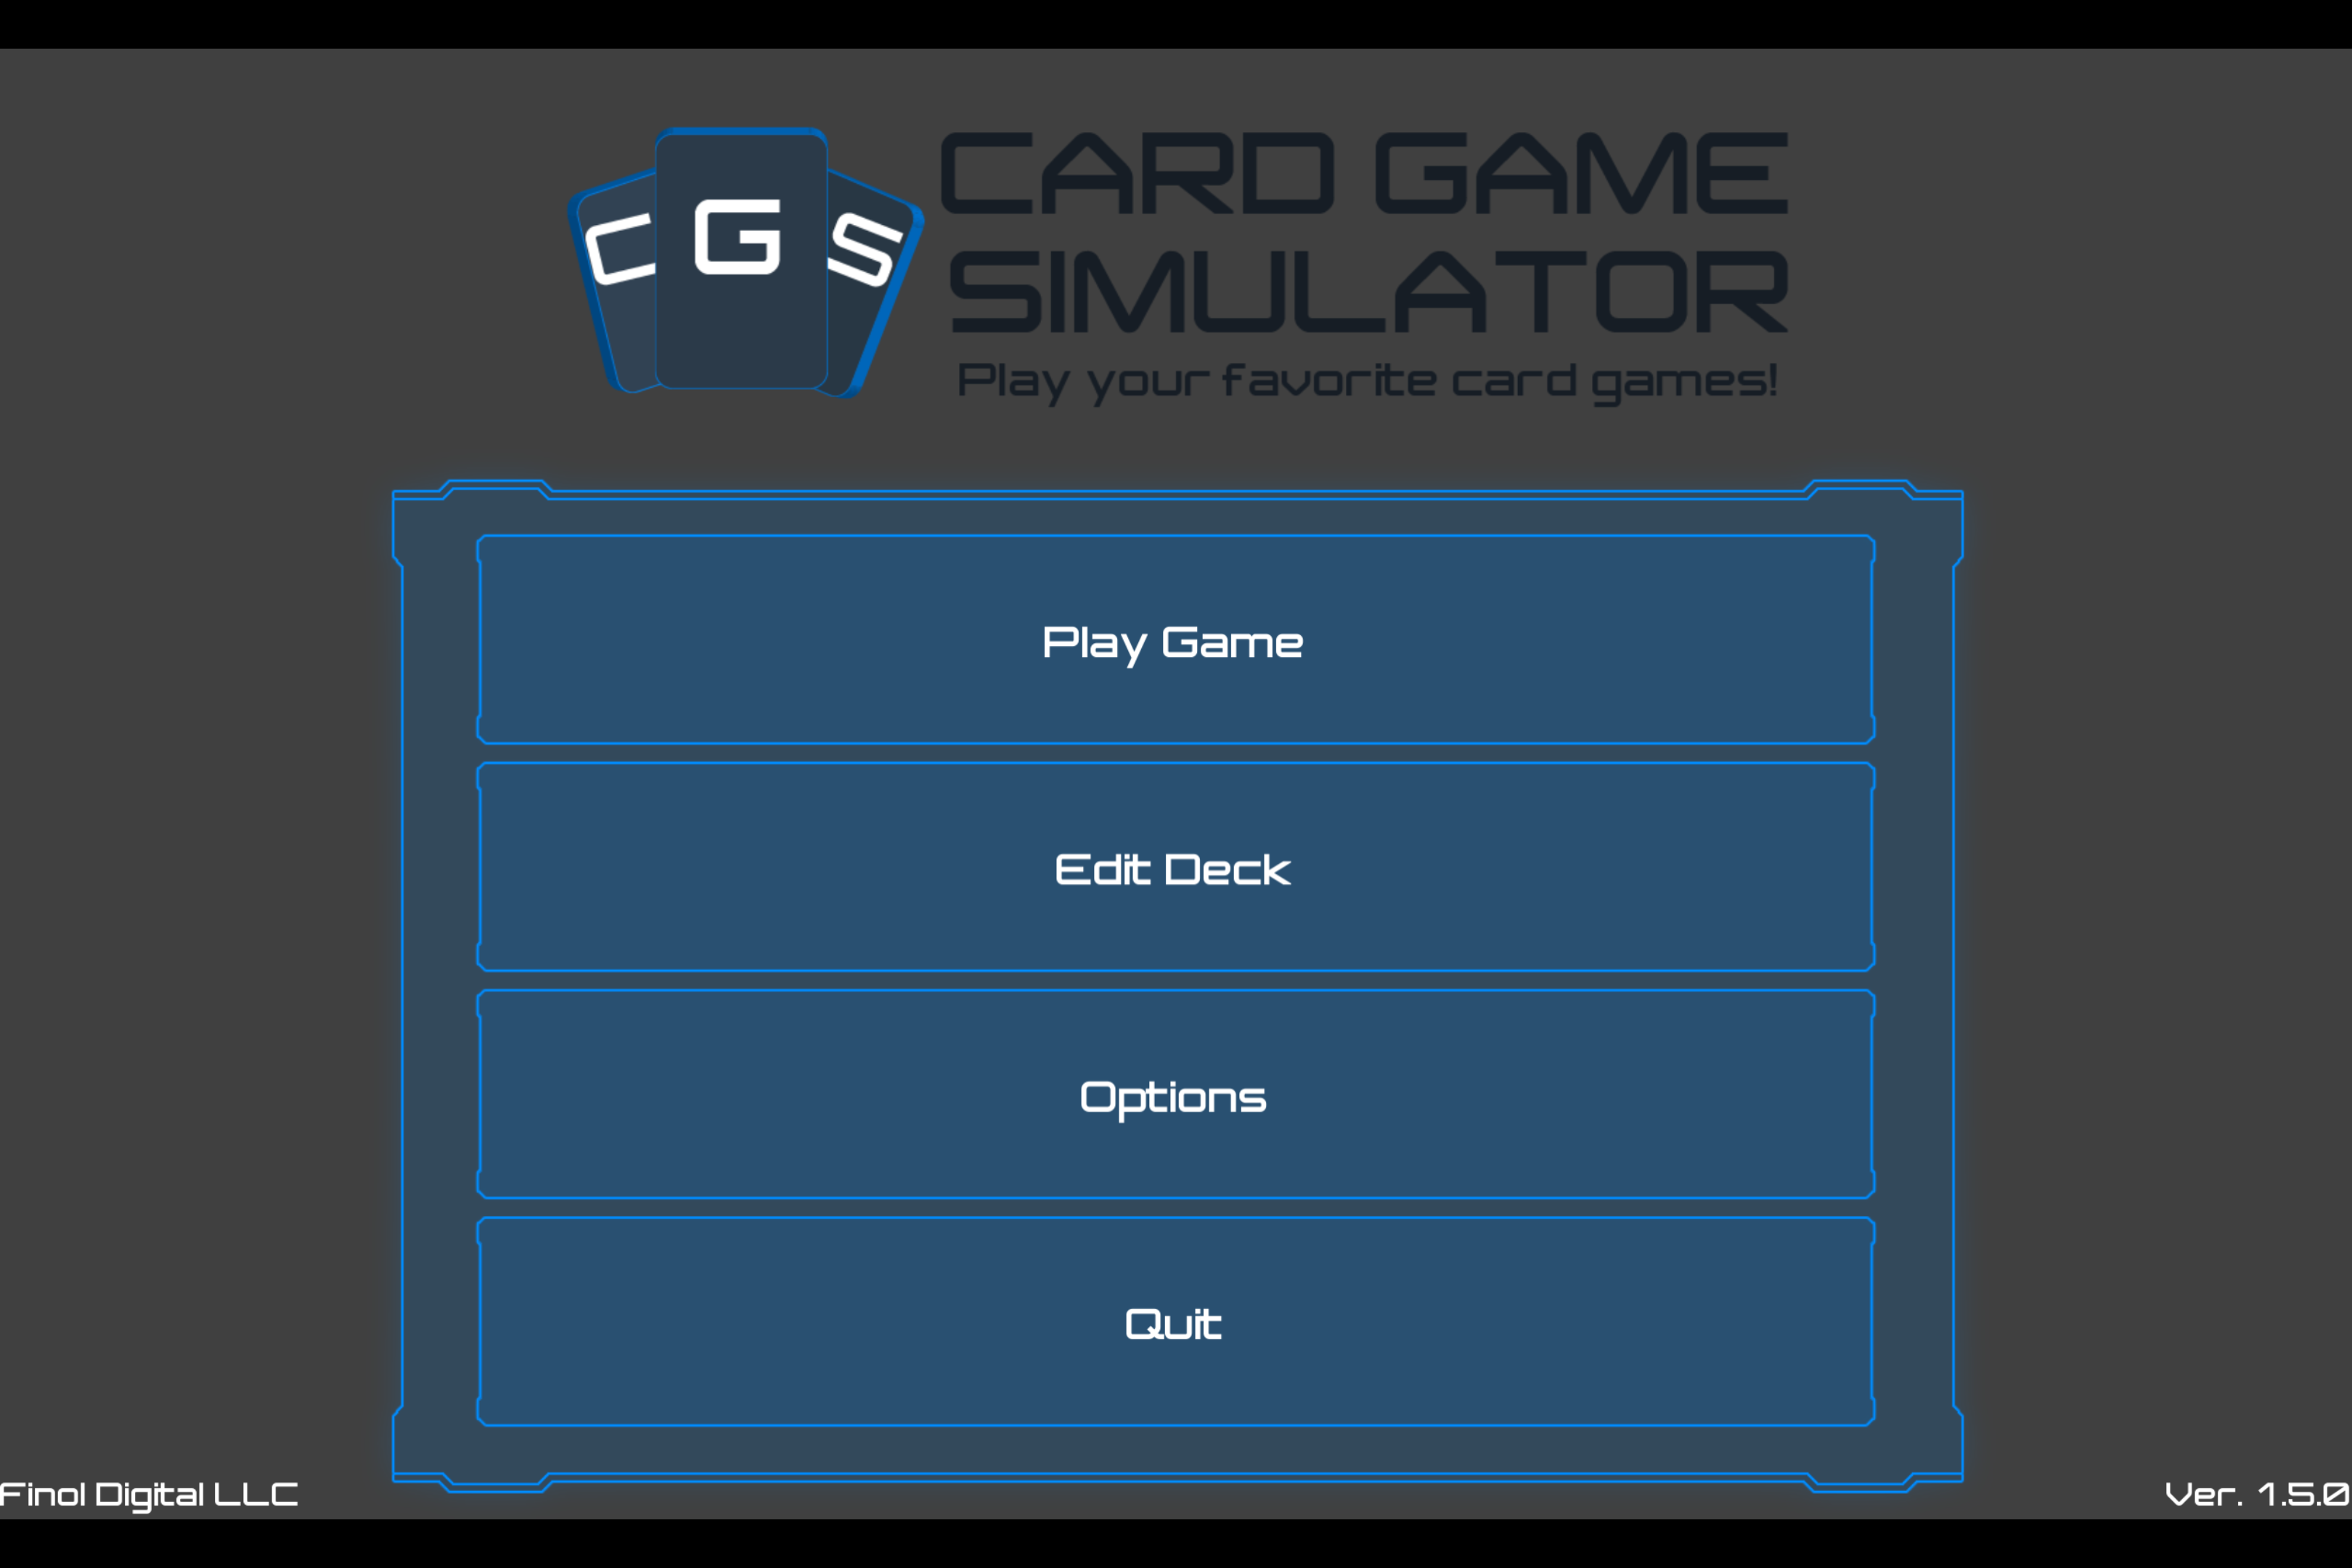 C G S
CARD GAME
SIMULATOR
Play your favorite card games!
Play Game
Edit Deck
Options
Quit
Finol Digital LLC
Ver. 1.5.0